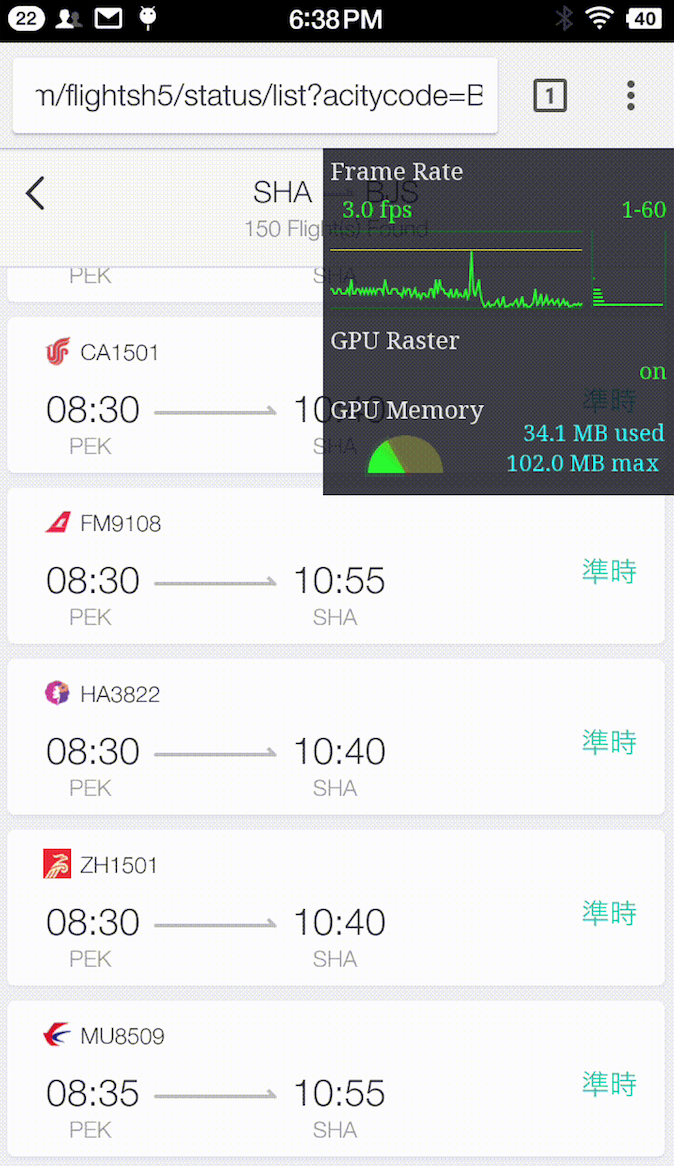 22
6:38PM
40
n/flightsh5/status/list?acitycode=B
1
SHA → BJS
150 Flight(s) Found
Frame Rate
3.0 fps
1-60
GPU Raster
on
GPU Memory
34.1 MB used
102.0 MB max
PEK
SHA
CA1501
08:30
10:40
準時
PEK
SHA
FM9108
08:30
10:55
準時
PEK
SHA
HA3822
08:30
10:40
準時
PEK
SHA
ZH1501
08:30
10:40
準時
PEK
SHA
MU8509
08:35
10:55
準時
PEK
SHA